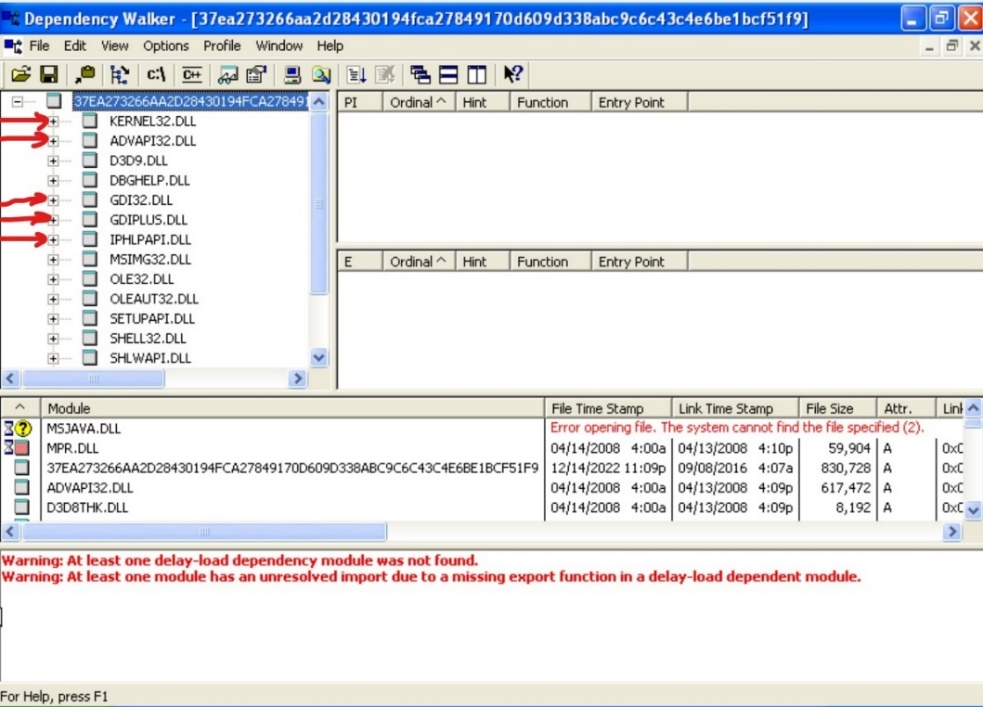 Dependency Walker - [37ea273266aa2d28430194fca27849170d609d338abc9c6c43c4e6be1bcf51f9]
File Edit View Options Profile Window Help
C:\ C++
37EA273266AA2D28430194FCA27849
KERNEL32.DLL
ADVAPI32.DLL
D3D9.DLL
DBGHELP.DLL
GDI32.DLL
GDIPLUS.DLL
IPHLPAPI.DLL
MSIMG32.DLL
OLE32.DLL
OLEAUT32.DLL
SETUPAPI.DLL
SHELL32.DLL
SHLWAPI.DLL
PI Ordinal ^ Hint Function Entry Point
E Ordinal ^ Hint Function Entry Point
^ Module File Time Stamp Link Time Stamp File Size Attr. Link
MSJAVA.DLL Error opening file. The system cannot find the file specified (2).
MPR.DLL 04/14/2008 4:00a 04/13/2008 4:10p 59,904 A 0x0
37EA273266AA2D28430194FCA27849170D609D338ABC9C6C43C4E6BE1BCF51F9 12/14/2022 11:09p 09/08/2016 4:07a 830,728 A 0x0
ADVAPI32.DLL 04/14/2008 4:00a 04/13/2008 4:09p 617,472 A 0x0
D3D8THK.DLL 04/14/2008 4:00a 04/13/2008 4:09p 8,192 A 0x0
Warning: At least one delay-load dependency module was not found.
Warning: At least one module has an unresolved import due to a missing export function in a delay-load dependent module.
For Help, press F1